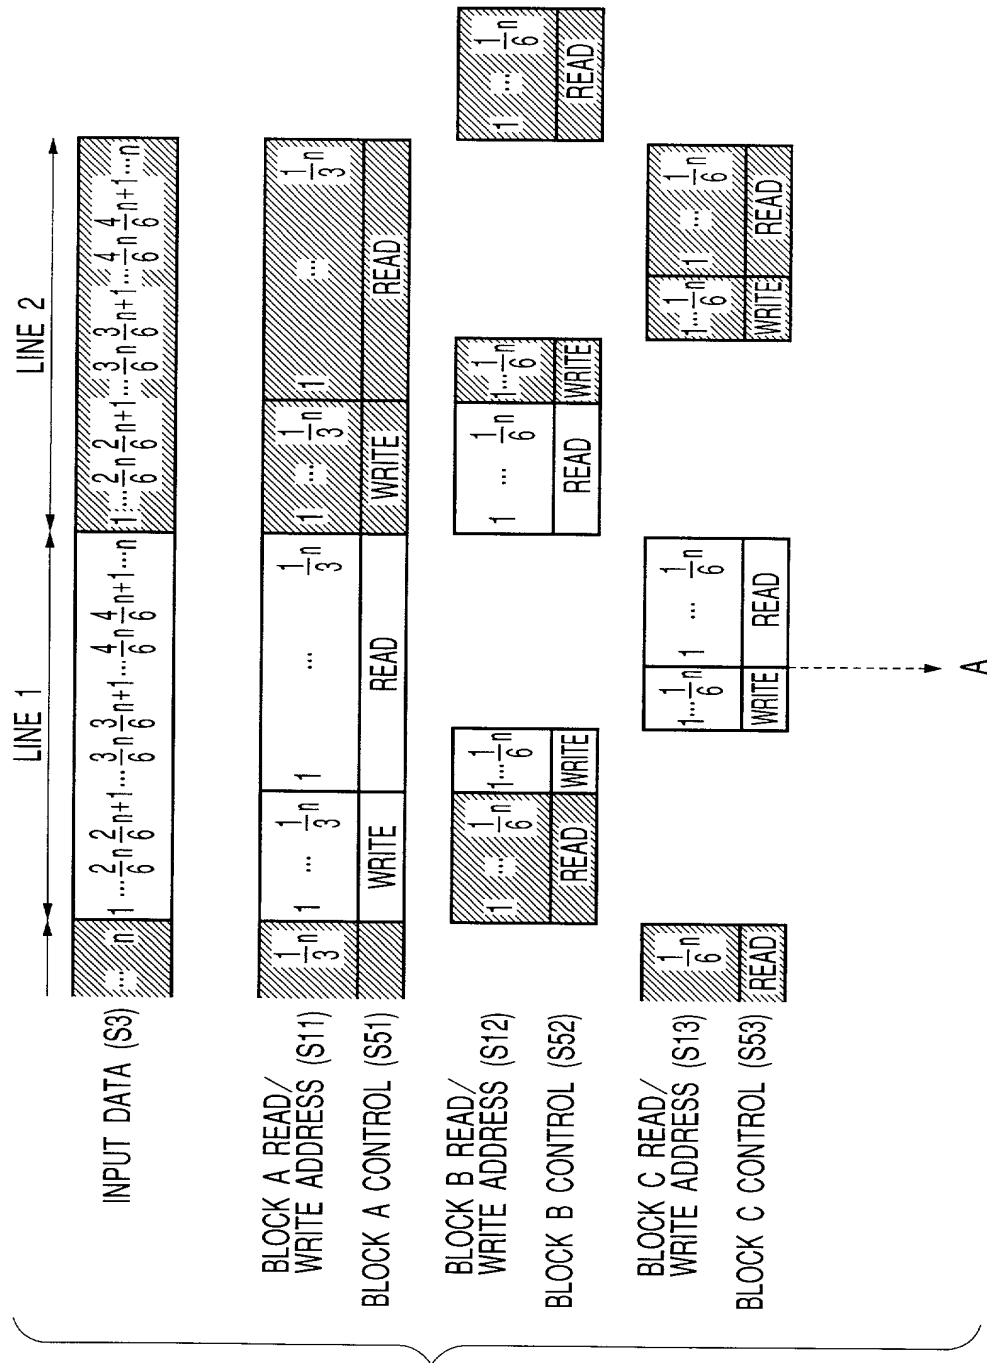 LINE 1
LINE 2
INPUT DATA (S3)
... n
1 ... 2/6 n 2/6 n+1 ... 3/6 n 3/6 n+1 ... 4/6 n 4/6 n+1 ... n
1 ... 2/6 n 2/6 n+1 ... 3/6 n 3/6 n+1 ... 4/6 n 4/6 n+1 ... n
BLOCK A READ/
WRITE ADDRESS (S11)
1/3 n
1 ... 1/3 n
1 ... 1/3 n
1 ... 1/3 n
1 ... 1/3 n
BLOCK A CONTROL (S51)
WRITE
READ
WRITE
READ
BLOCK B READ/
WRITE ADDRESS (S12)
1 ... 1/6 n
1 ... 1/6 n
1 ... 1/6 n
1 ... 1/6 n
1 ... 1/6 n
BLOCK B CONTROL (S52)
READ
WRITE
READ
WRITE
READ
BLOCK C READ/
WRITE ADDRESS (S13)
1/6 n
1 ... 1/6 n
1 ... 1/6 n
1 ... 1/6 n
1 ... 1/6 n
BLOCK C CONTROL (S53)
READ
WRITE
READ
WRITE
READ
A